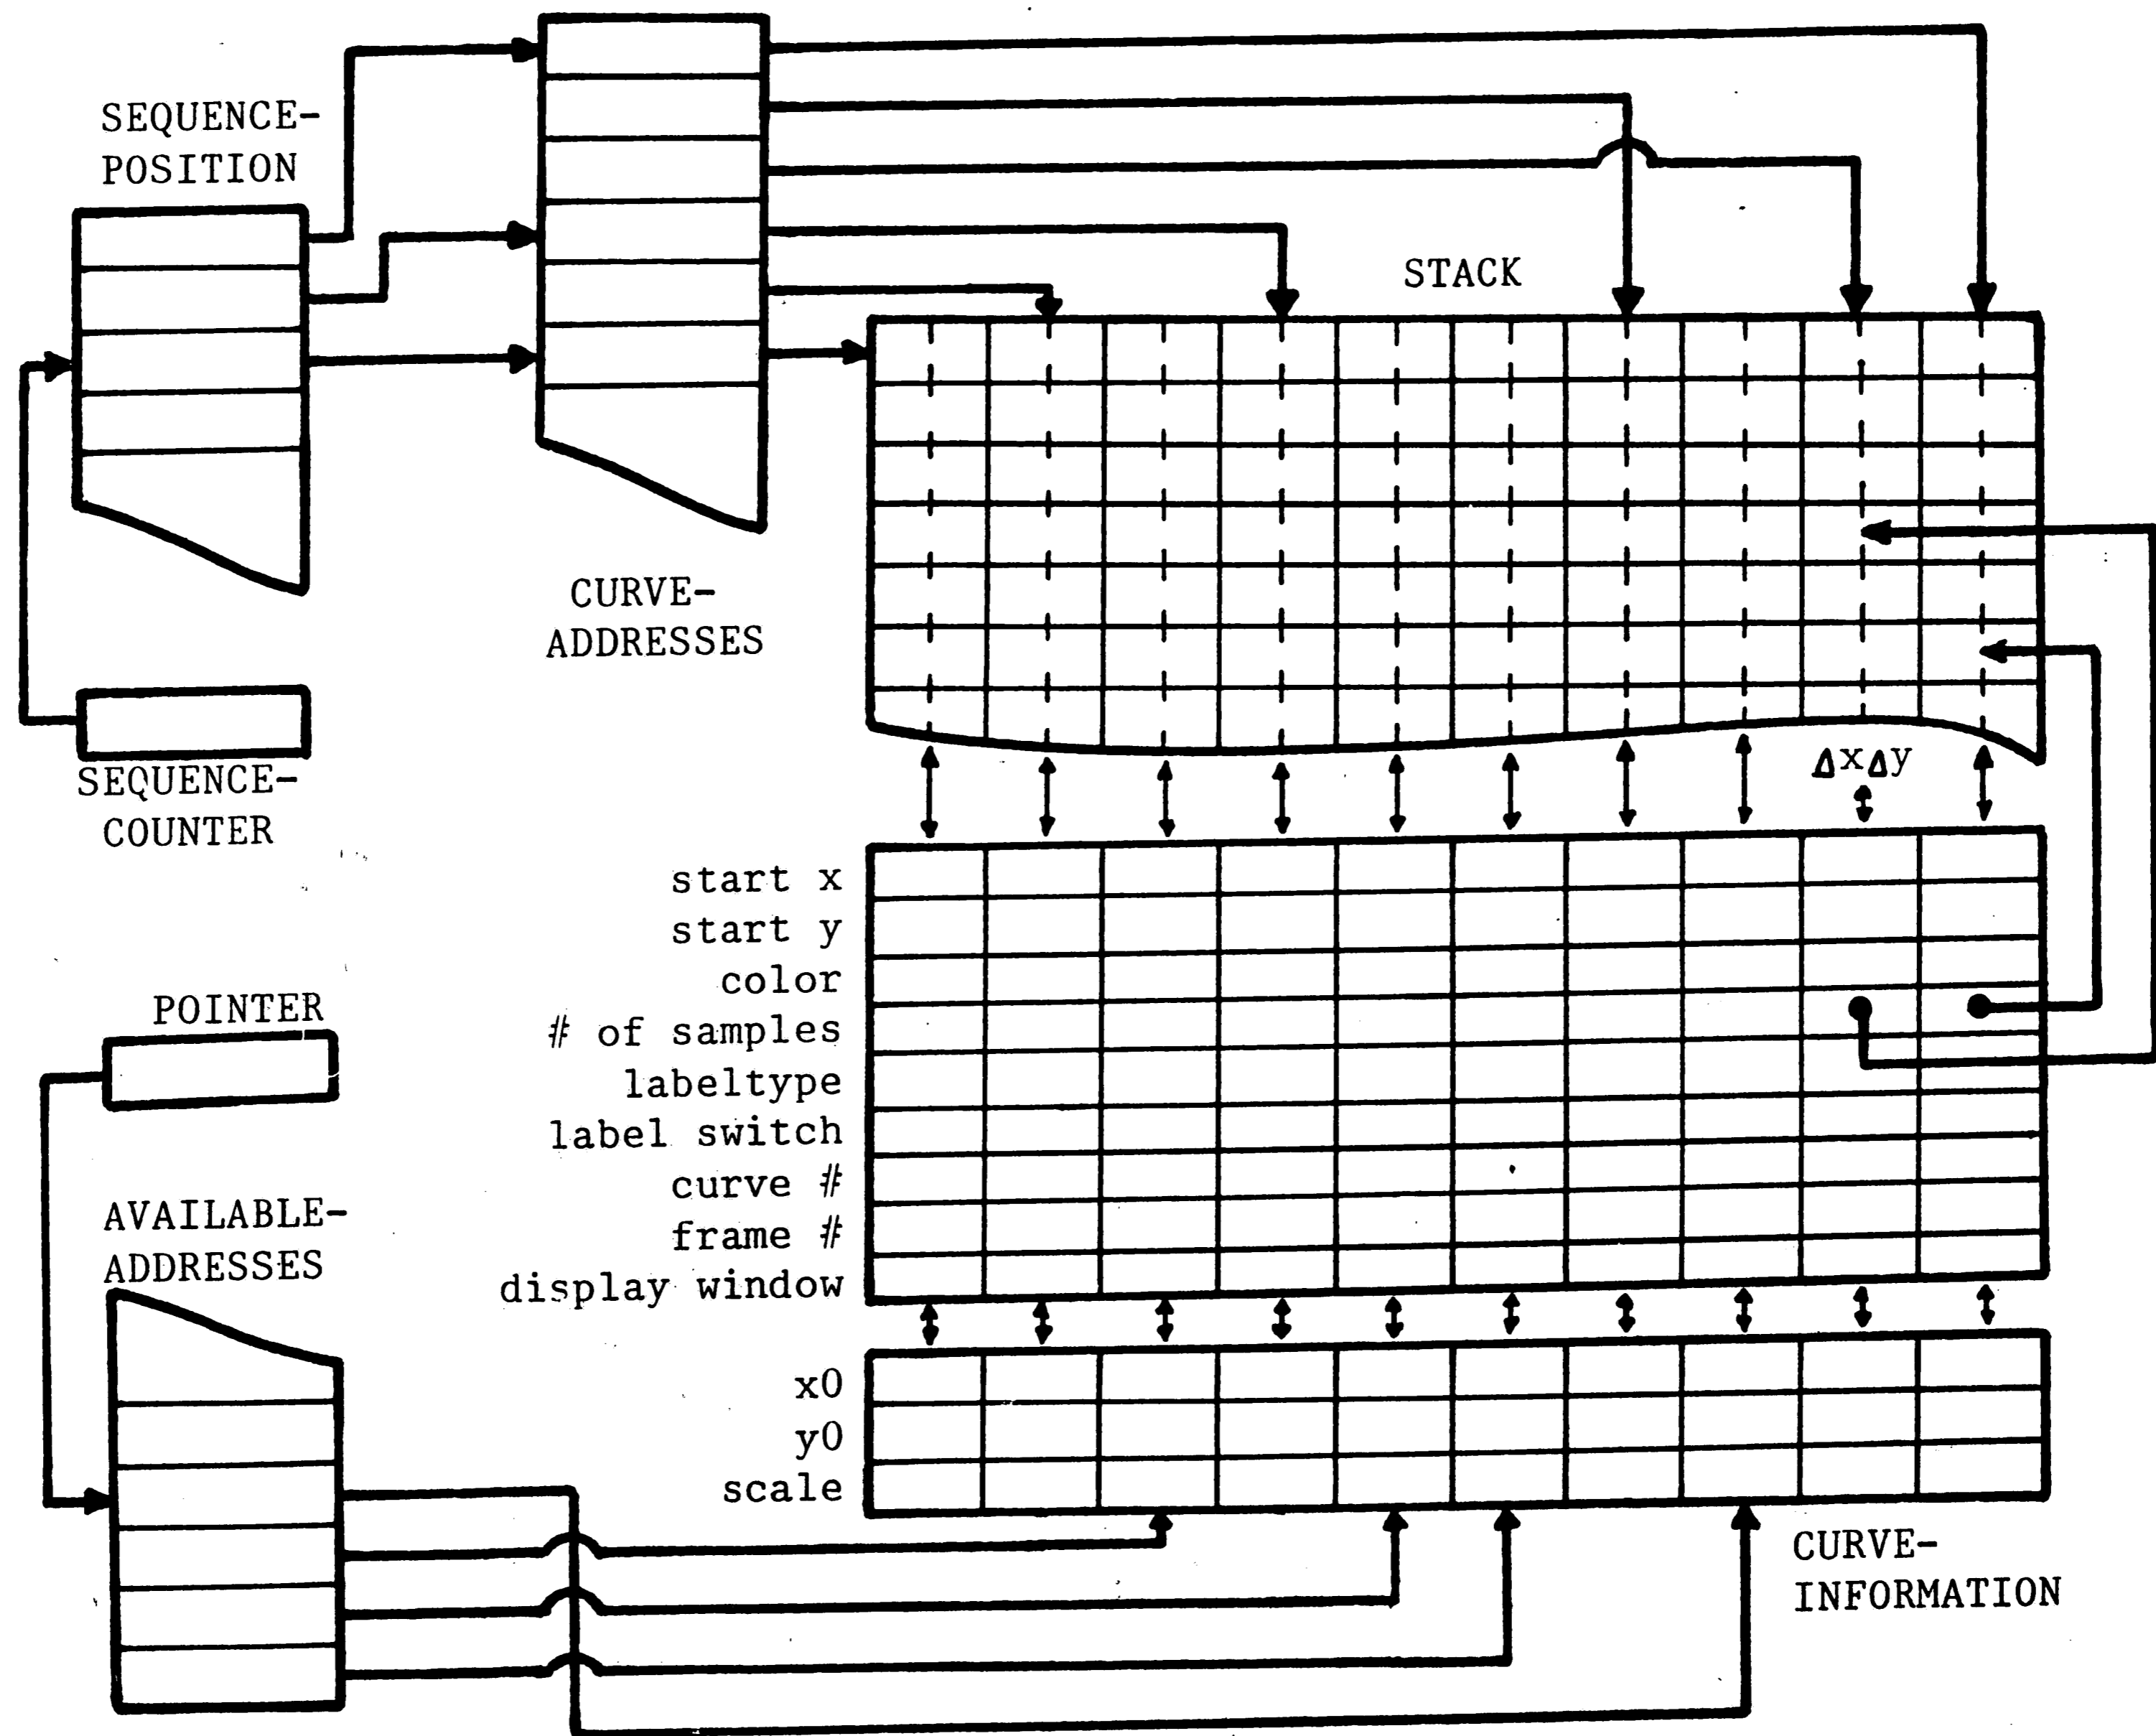 SEQUENCE-
POSITION
STACK
CURVE-
ADDRESSES
SEQUENCE-
COUNTER
ΔxΔy
start x
start y
color
# of samples
labeltype
label switch
curve #
frame #
display window
POINTER
AVAILABLE-
ADDRESSES
x0
y0
scale
CURVE-
INFORMATION